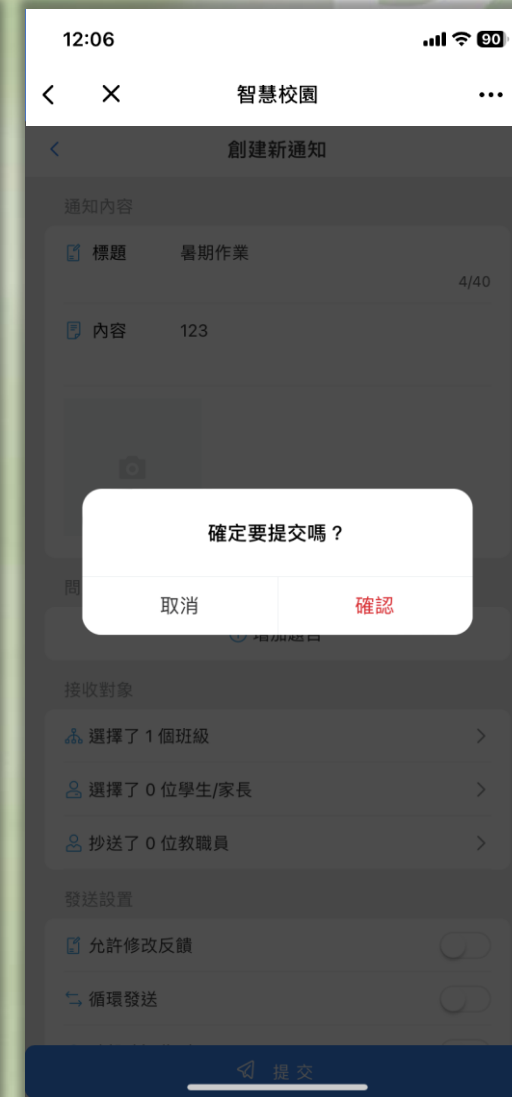 12:06
90
智慧校園
創建新通知
通知內容
標題 暑期作業
4/40
內容 123
確定要提交嗎？
取消 確認
接收對象
選擇了 1 個班級
選擇了 0 位學生/家長
抄送了 0 位教職員
發送設置
允許修改反饋
循環發送
提交